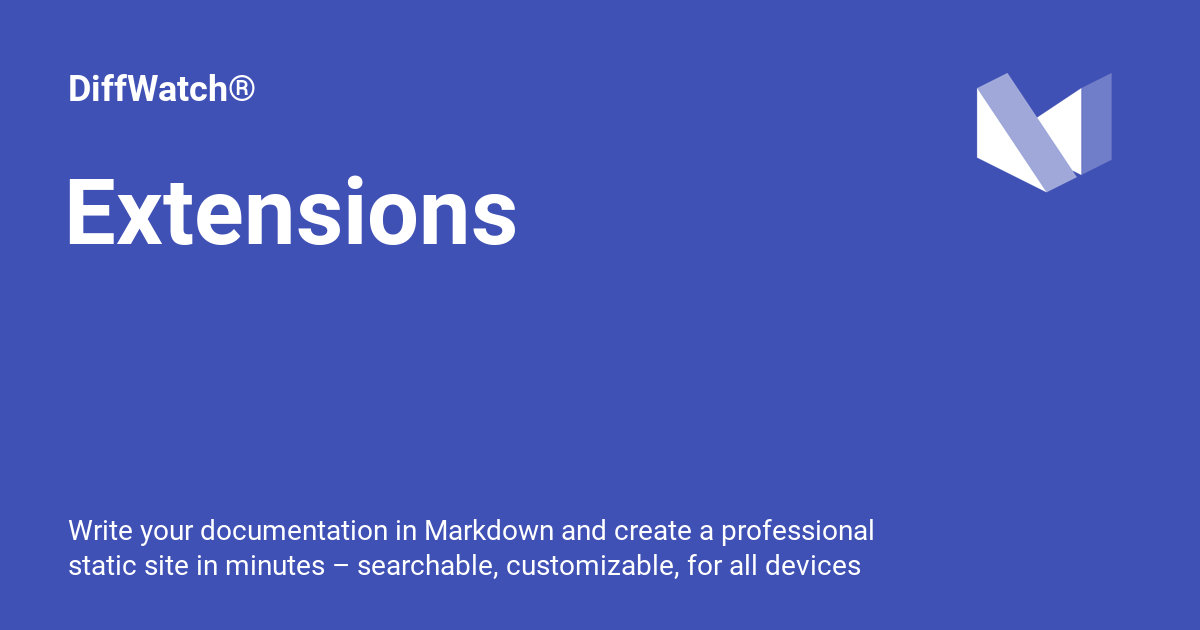 DiffWatch®
Extensions
Write your documentation in Markdown and create a professional
static site in minutes – searchable, customizable, for all devices